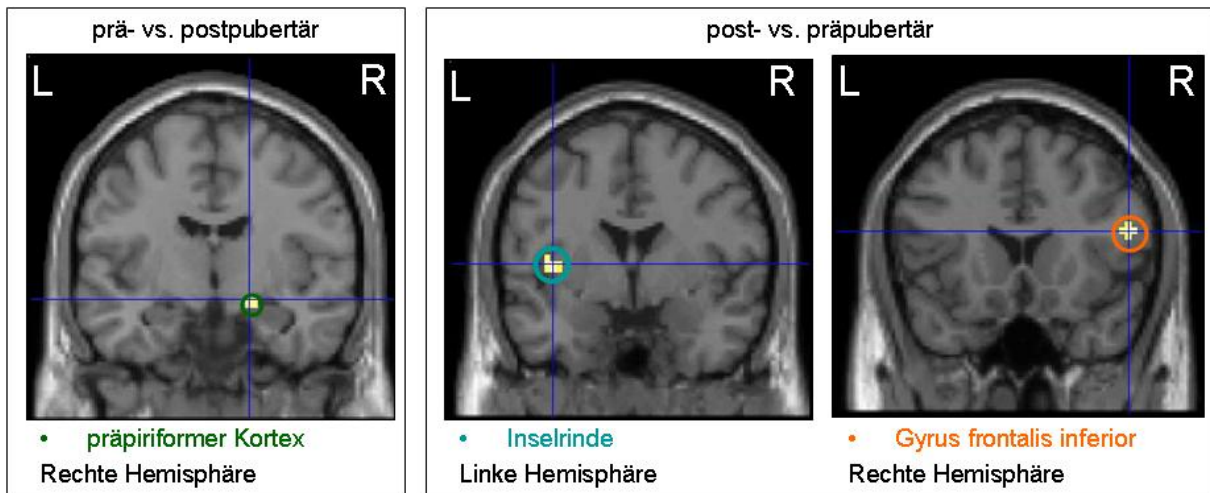 prä- vs. postpubertär
L R
• präpiriformer Kortex
Rechte Hemisphäre
post- vs. präpubertär
L R
• Inselrinde
Linke Hemisphäre
L R
• Gyrus frontalis inferior
Rechte Hemisphäre